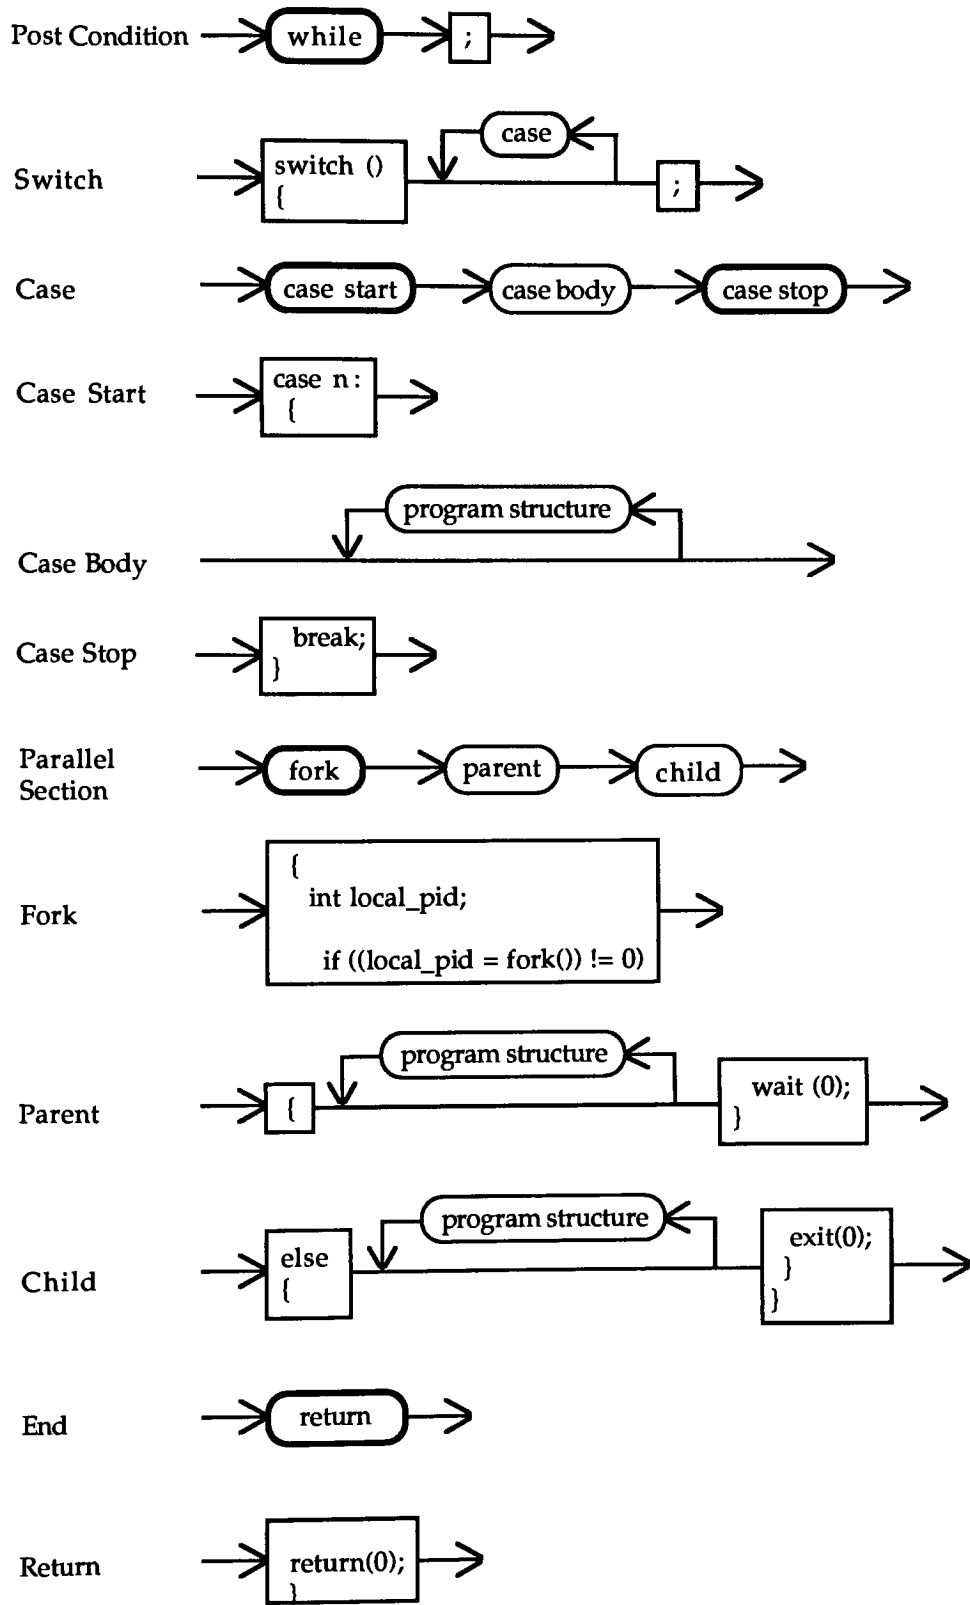 Post Condition while ;
case
Switch switch () ;
{
Case case start case body case stop
Case Start case n:
{
program structure
Case Body
Case Stop break;
}
Parallel fork parent child
Section
{
int local_pid;
Fork
if ((local_pid = fork()) != 0)
program structure
Parent { wait (0);
}
program structure
Child else exit(0);
{ }
}
End return
Return return(0);
}